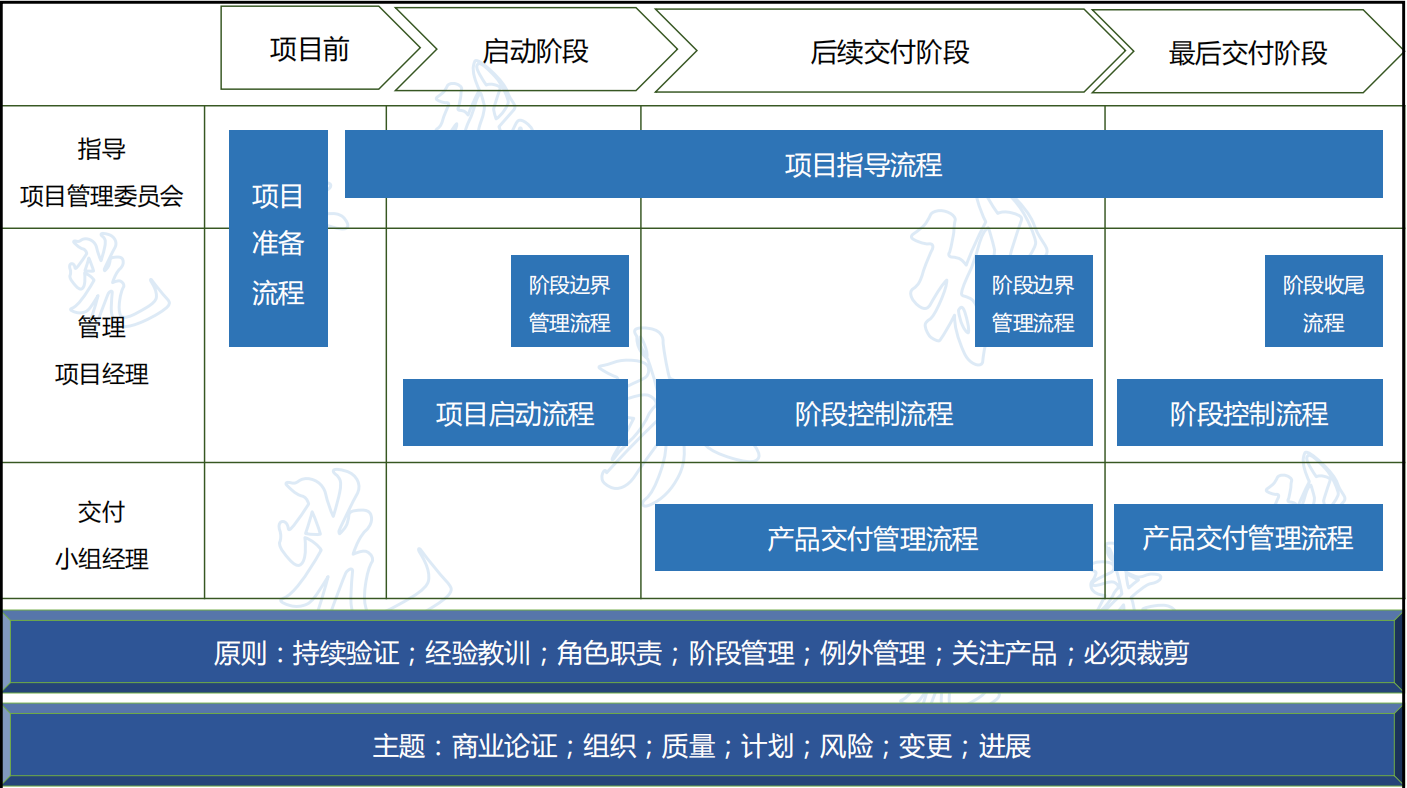 项目前
启动阶段
后续交付阶段
最后交付阶段
指导
项目管理委员会
项目
准备
流程
项目指导流程
管理
项目经理
阶段边界
管理流程
阶段边界
管理流程
阶段收尾
流程
项目启动流程
阶段控制流程
阶段控制流程
交付
小组经理
产品交付管理流程
产品交付管理流程
原则：持续验证；经验教训；角色职责；阶段管理；例外管理；关注产品；必须裁剪
主题：商业论证；组织；质量；计划；风险；变更；进展